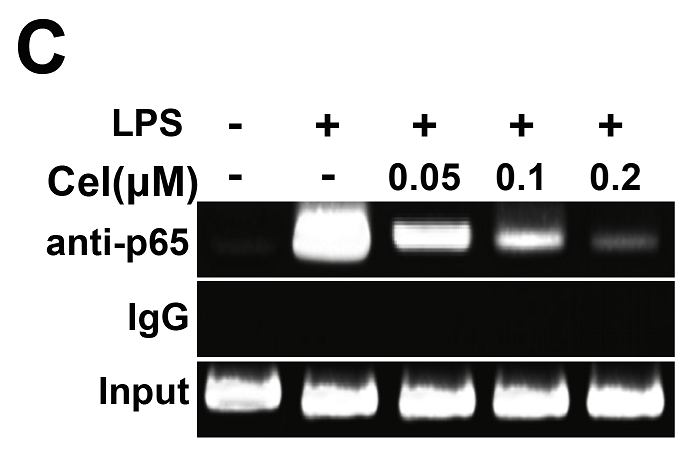 C
LPS - + + + +
Cel(μM) - - 0.05 0.1 0.2
anti-p65
IgG
Input